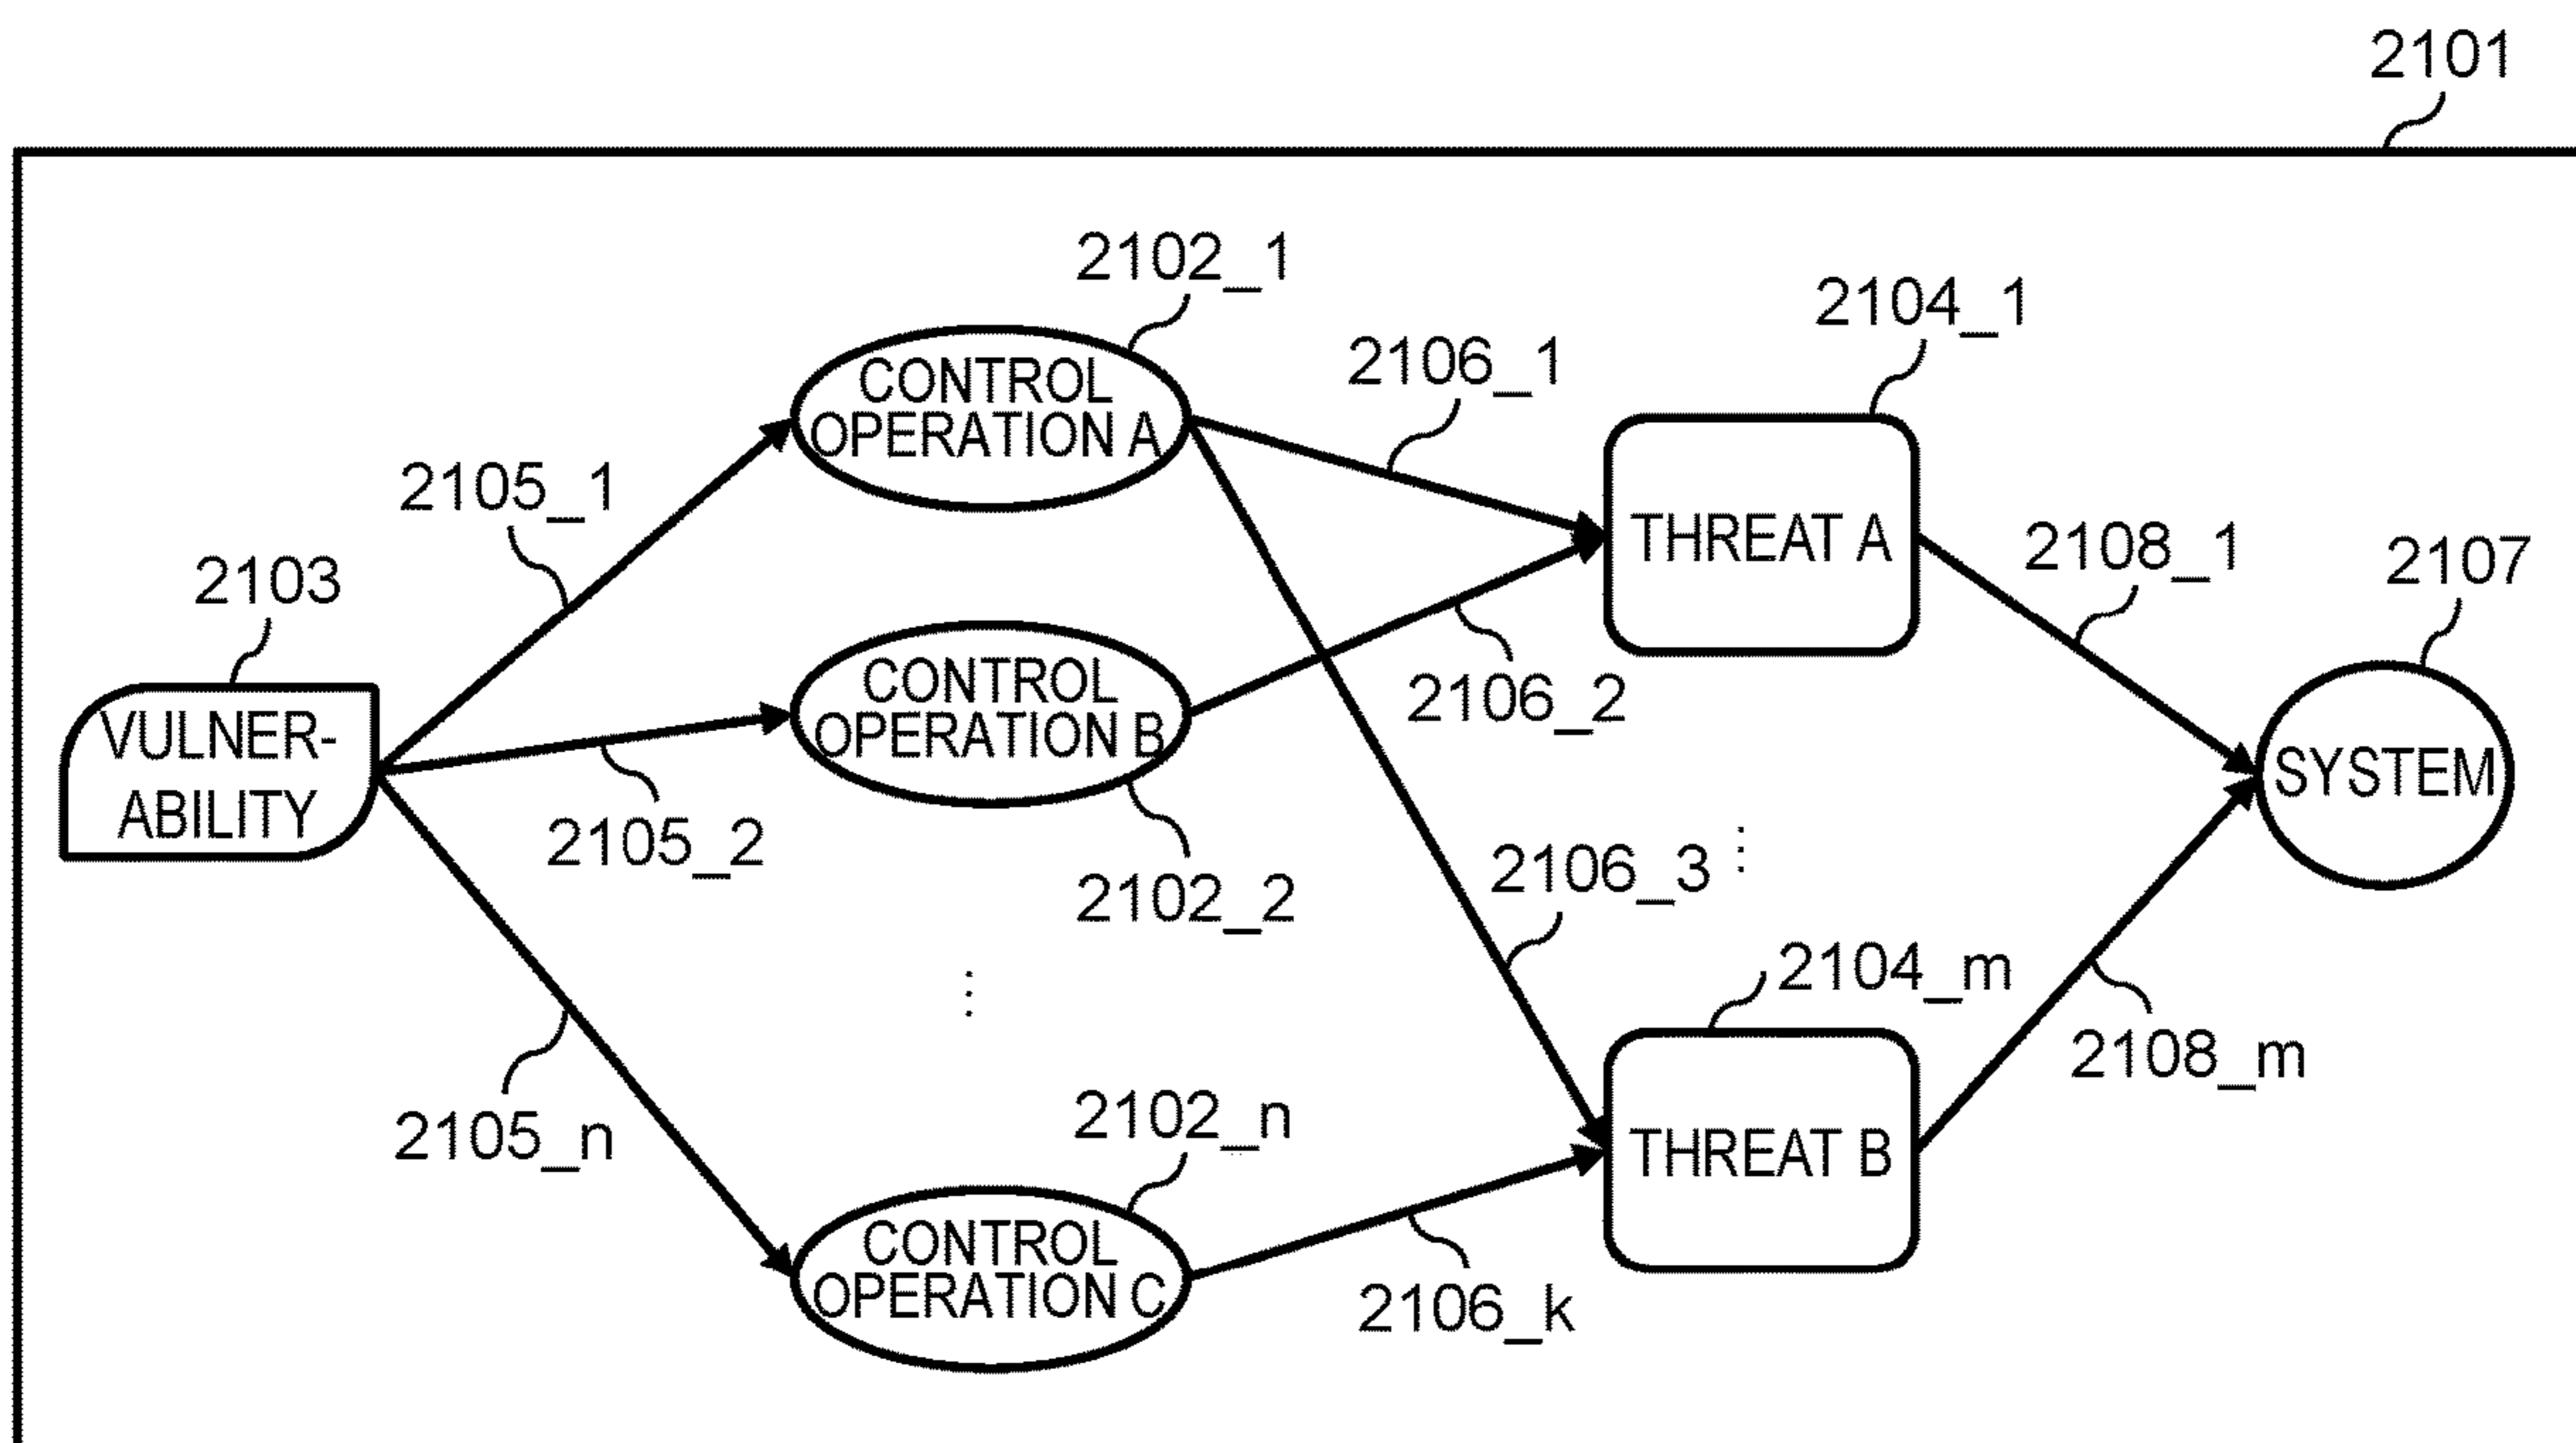 2101
2102_1
2104_1
2106_1
CONTROL
OPERATION A
2105_1
THREAT A
2108_1
2107
2103
CONTROL
OPERATION B
2106_2
VULNER-
ABILITY
SYSTEM
2105_2
2102_2
2106_3
2104_m
2108_m
2105_n
2102_n
THREAT B
CONTROL
OPERATION C
2106_k